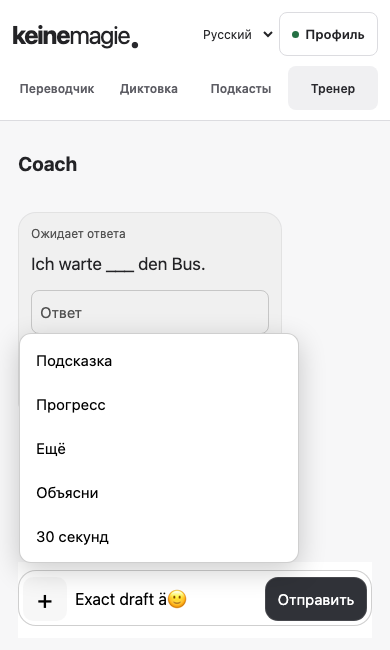 keinemagie.
Русский
Профиль
Переводчик Диктовка Подкасты Тренер
Coach
Ожидает ответа
Ich warte ___ den Bus.
Ответ
Подсказка
Прогресс
Ещё
Объясни
30 секунд
+ Exact draft ä🙂 Отправить